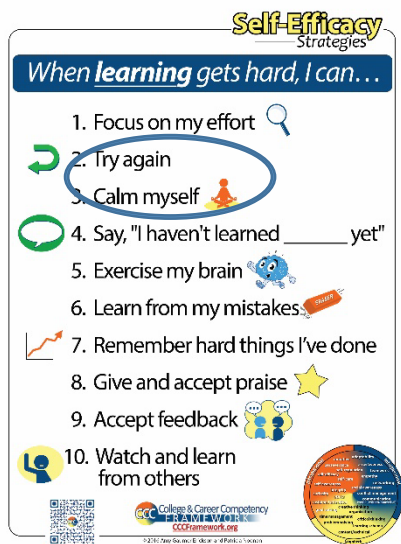 Self-Efficacy
Strategies
When learning gets hard, I can...
1. Focus on my effort
2. Try again
3. Calm myself
4. Say, "I haven't learned ______ yet"
5. Exercise my brain
6. Learn from my mistakes
ERASER
7. Remember hard things I've done
8. Give and accept praise
9. Accept feedback
10. Watch and learn
from others
CCC College & Career Competency
FRAMEWORK
CCCFramework.org